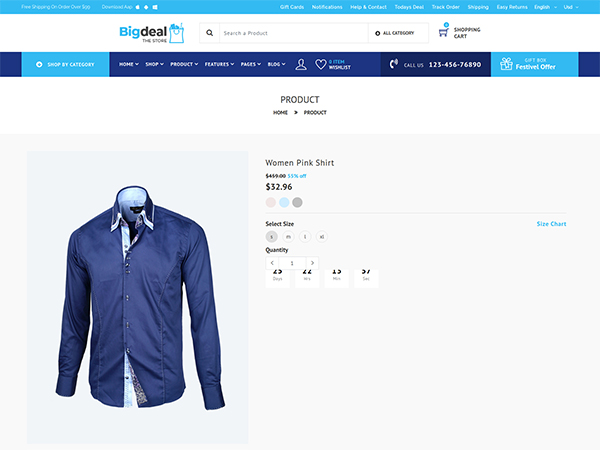 Free Shipping On Order Over $99 Download App Gift Cards Notifications Help & Contact Todays Deal Track Order Shipping Easy Returns English Usd
Bigdeal
THE STORE
Search a Product
ALL CATEGORY
0
SHOPPING
CART
SHOP BY CATEGORY
HOME SHOP PRODUCT FEATURES PAGES BLOG
0 ITEM
WISHLIST
CALL US 123-456-76890
GIFT BOX
Festivel Offer
PRODUCT
HOME » PRODUCT
Women Pink Shirt
$459.00 55% off
$32.96
Select Size Size Chart
s m l xl
Quantity
< 1 >
25 22 15 57
Days Hrs Min Sec